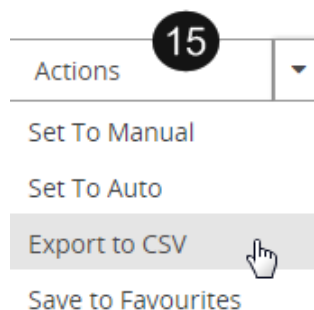 15
Actions
Set To Manual
Set To Auto
Export to CSV
Save to Favourites